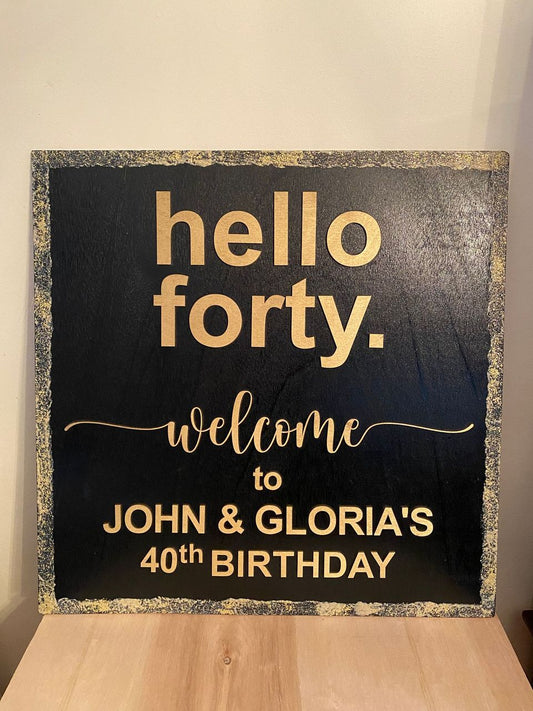 hello
forty.
welcome
to
JOHN & GLORIA'S
40th BIRTHDAY